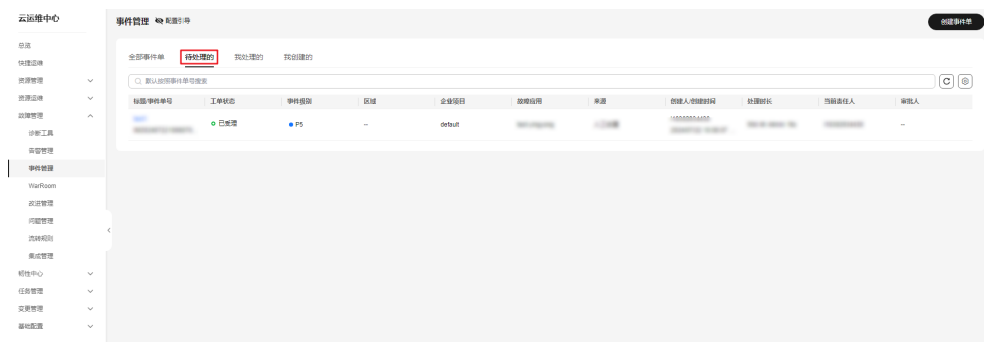 云运维中心
总览
快捷运维
资源管理
资源运维
故障管理
诊断工具
告警管理
事件管理
WarRoom
改进管理
问题管理
流转规则
集成管理
韧性中心
任务管理
变更管理
基础配置
事件管理 配置引导
创建事件单
全部事件单 待处理的 我处理的 我创建的
默认按照事件单号搜索
标题/事件单号 工单状态 事件级别 区域 企业项目 故障应用 来源 创建人/创建时间 处理时长 当前责任人 审批人
已受理 P5 -- default --